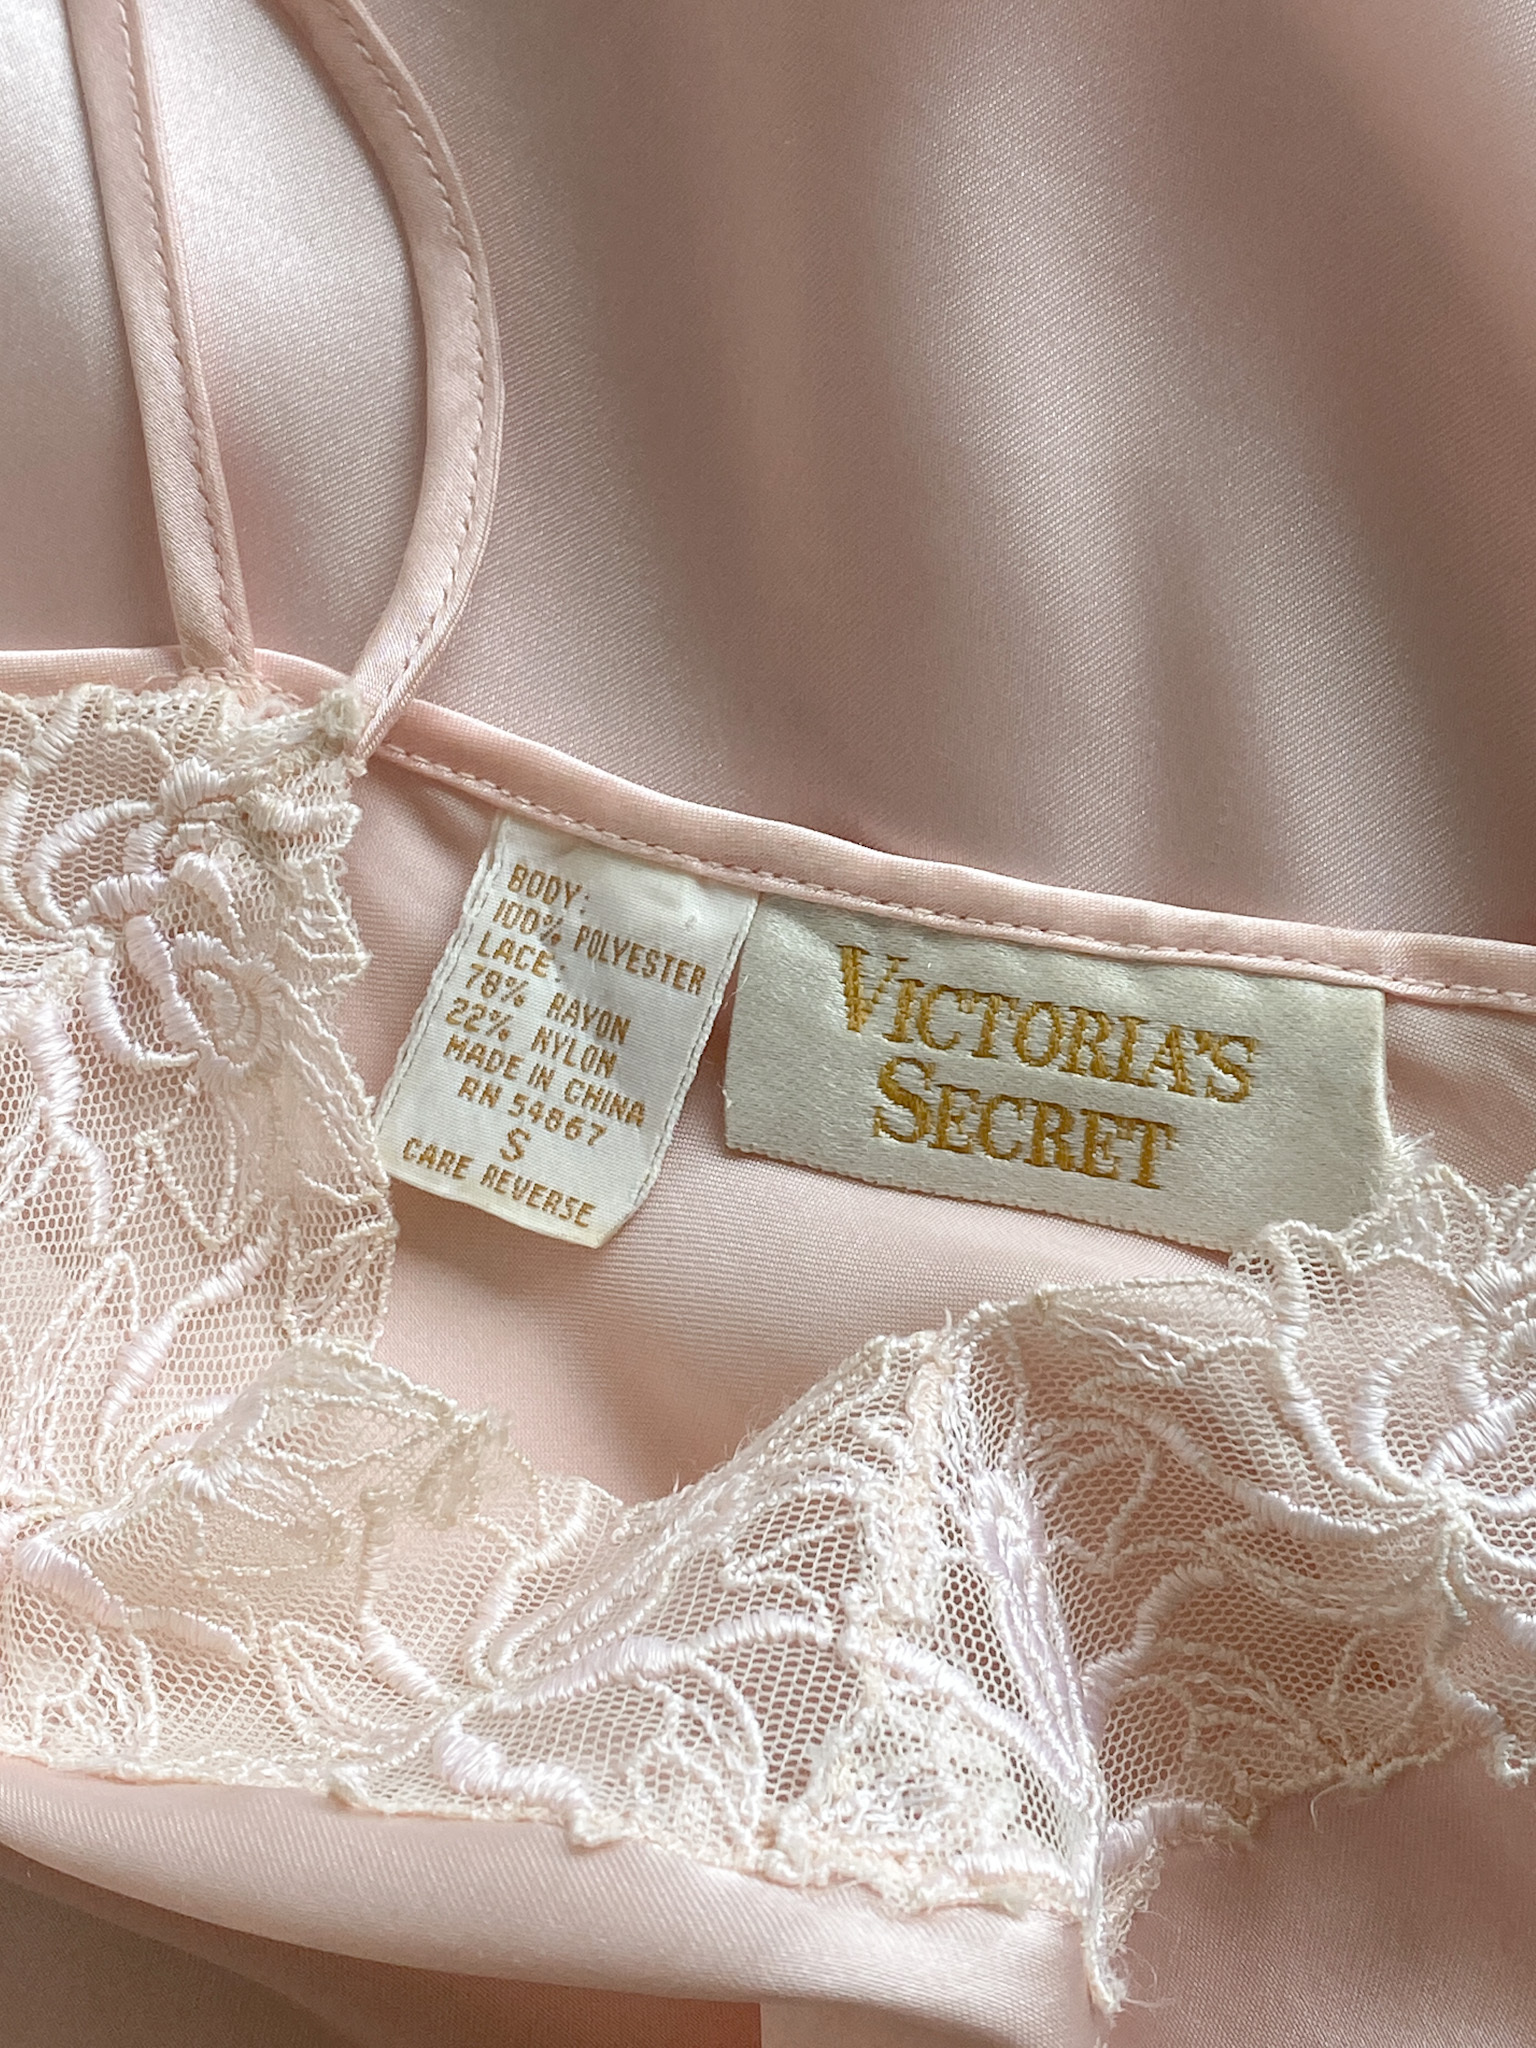 BODY:
100% POLYESTER
LACE:
78% RAYON
22% NYLON
MADE IN CHINA
RN 54867
S
CARE REVERSE
VICTORIA'S
SECRET